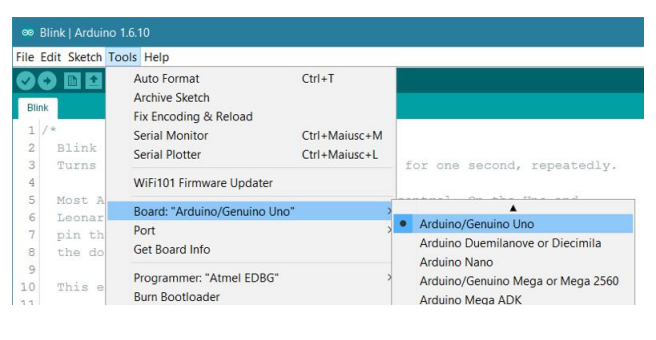 Blink | Arduino 1.6.10
File Edit Sketch Tools Help
Blink
Auto Format Ctrl+T
Archive Sketch
Fix Encoding & Reload
Serial Monitor Ctrl+Maiusc+M
Serial Plotter Ctrl+Maiusc+L
WiFi101 Firmware Updater
Board: "Arduino/Genuino Uno"
Port
Get Board Info
Programmer: "Atmel EDBG"
Burn Bootloader
Arduino/Genuino Uno
Arduino Duemilanove or Diecimila
Arduino Nano
Arduino/Genuino Mega or Mega 2560
Arduino Mega ADK
1 /*
2 Blink
3 Turns for one second, repeatedly.
4
5 Most A
6 Leonar
7 pin th
8 the do
9
10 This e
11